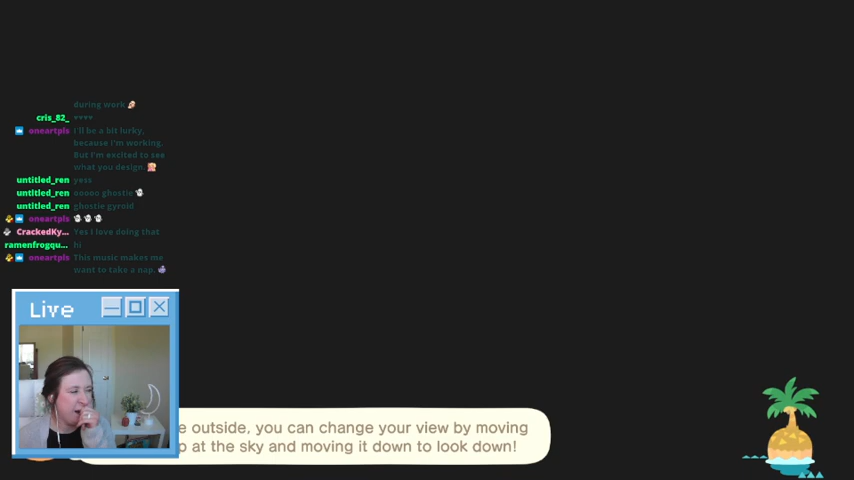 during work
cris_82_ ♥♥♥♥
oneartpls I'll be a bit lurky,
because I'm working.
But I'm excited to see
what you design.
untitled_ren yess
untitled_ren ooooo ghostie
untitled_ren ghostie gyroid
oneartpls
CrackedKy... Yes I love doing that
ramenfrogqu... hi
oneartpls This music makes me
want to take a nap.
Live
e outside, you can change your view by moving
p at the sky and moving it down to look down!